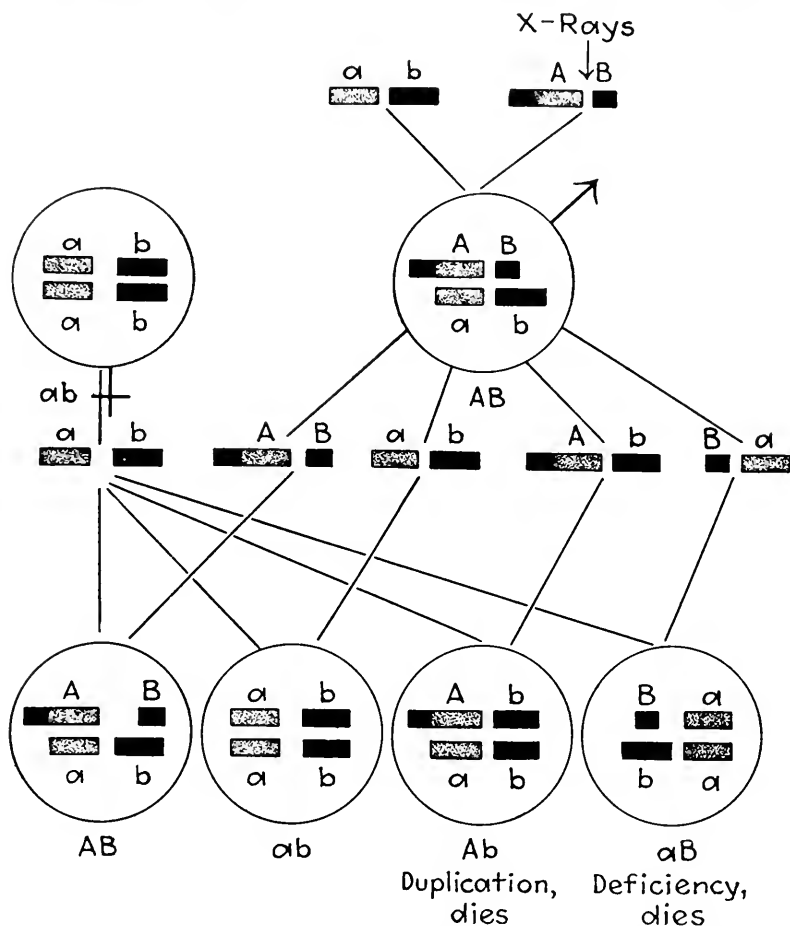 X-Rays
a b A B
a b
A B
a b
a b
AB
ab
a b A B a b A b B a
A B
a b
A b
B a
a b
a b
a b
b a
AB
ab
Ab
aB
Duplication, dies
Deficiency, dies